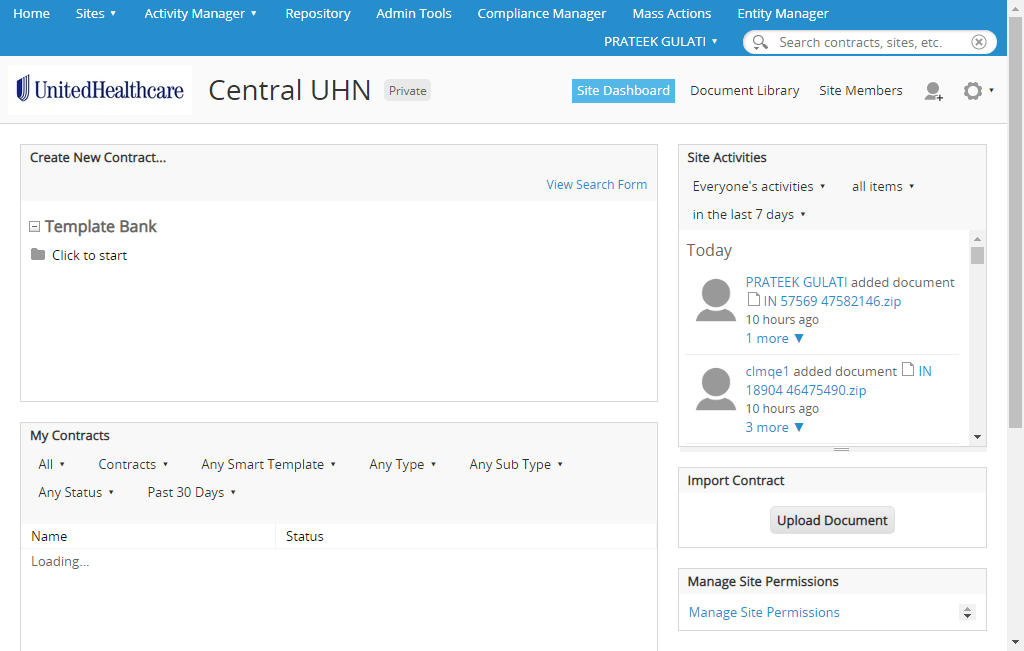 Home Sites Activity Manager Repository Admin Tools Compliance Manager Mass Actions Entity Manager
PRATEEK GULATI Search contracts, sites, etc.
UnitedHealthcare Central UHN Private Site Dashboard Document Library Site Members
Create New Contract...
View Search Form
Template Bank
Click to start
My Contracts
All Contracts Any Smart Template Any Type Any Sub Type
Any Status Past 30 Days
Name Status
Loading...
Site Activities
Everyone's activities all items
in the last 7 days
Today
PRATEEK GULATI added document
IN 57569 47582146.zip
10 hours ago
1 more ▼
clmqe1 added document IN
18904 46475490.zip
10 hours ago
3 more ▼
Import Contract
Upload Document
Manage Site Permissions
Manage Site Permissions